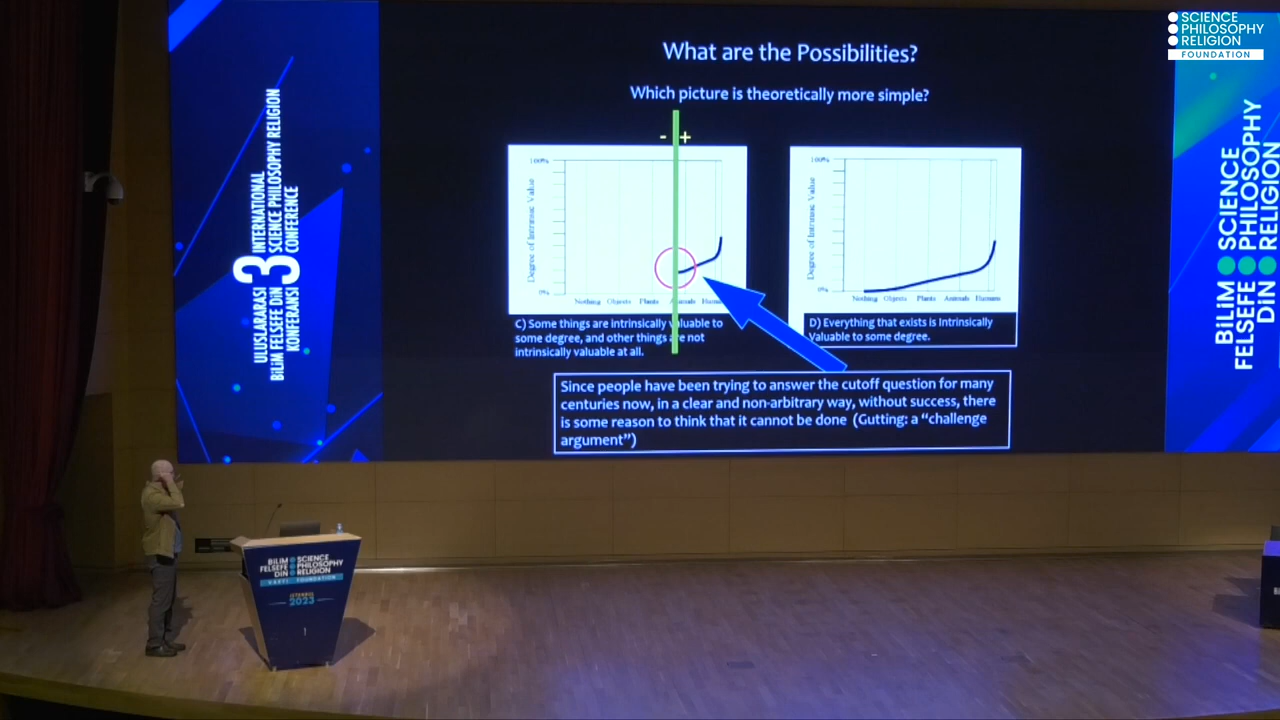 SCIENCE
PHILOSOPHY
RELIGION
FOUNDATION
ULUSLARARASI
BİLİM FELSEFE DİN
KONFERANSI
3
INTERNATIONAL
SCIENCE PHILOSOPHY RELIGION
CONFERENCE
What are the Possibilities?
Which picture is theoretically more simple?
- +
100%
Degree of Intrinsic Value
0%
Nothing Objects Plants Animals Humans
C) Some things are intrinsically valuable to
some degree, and other things are not
intrinsically valuable at all.
100%
Degree of Intrinsic Value
0%
Nothing Objects Plants Animals Humans
D) Everything that exists is Intrinsically
Valuable to some degree.
Since people have been trying to answer the cutoff question for many
centuries now, in a clear and non-arbitrary way, without success, there
is some reason to think that it cannot be done (Gutting: a “challenge
argument”)
BİLİM SCIENCE
FELSEFE PHILOSOPHY
DİN RELIGION
BİLİM SCIENCE
FELSEFE PHILOSOPHY
DİN RELIGION
VAKFI FOUNDATION
2023